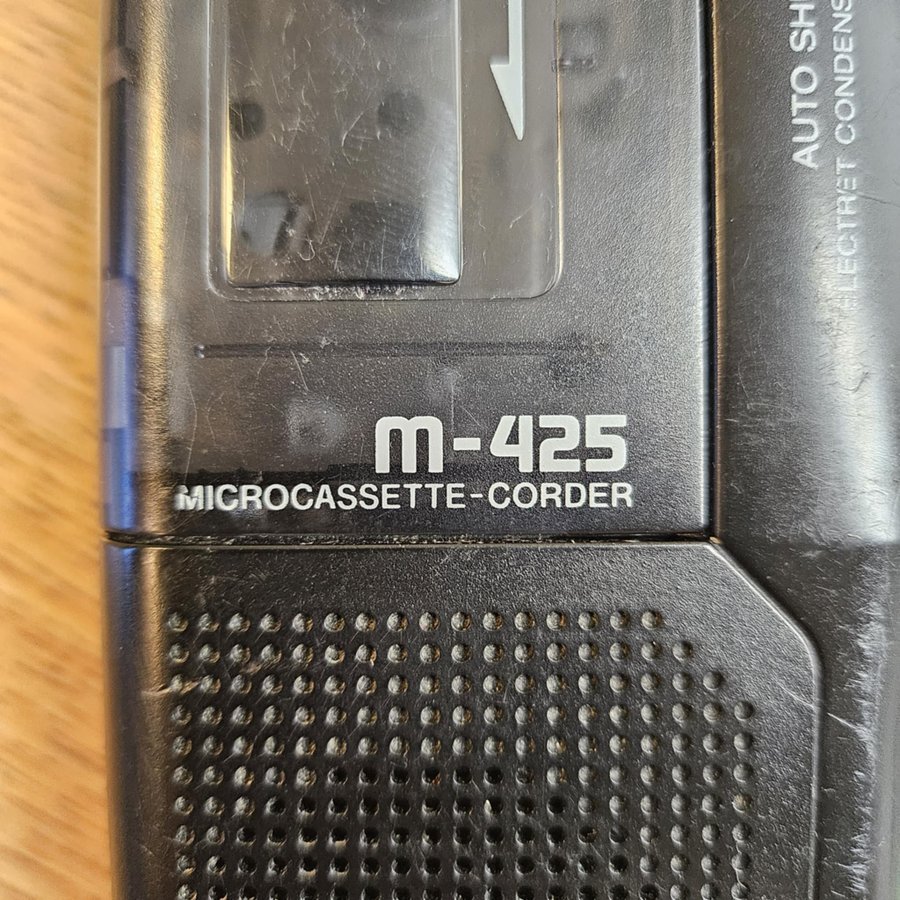 m-425
MICROCASSETTE-CORDER
AUTO SH
ELECTRET CONDENS